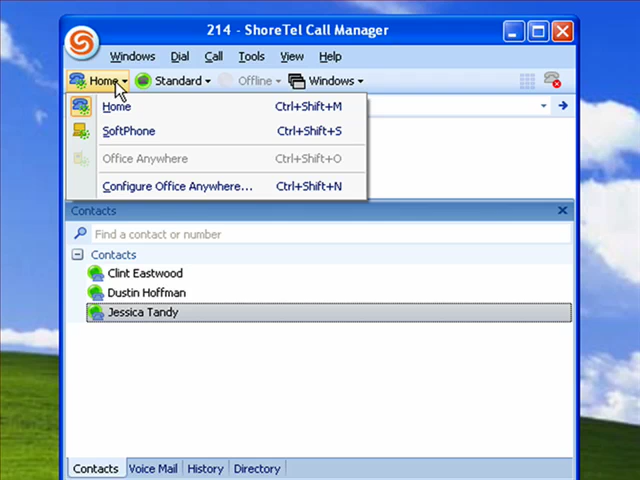 214 - ShoreTel Call Manager
Windows Dial Call Tools View Help
Home Standard Offline Windows
Home Ctrl+Shift+M
SoftPhone Ctrl+Shift+S
Office Anywhere Ctrl+Shift+O
Configure Office Anywhere... Ctrl+Shift+N
Contacts
Find a contact or number
Contacts
Clint Eastwood
Dustin Hoffman
Jessica Tandy
Contacts Voice Mail History Directory